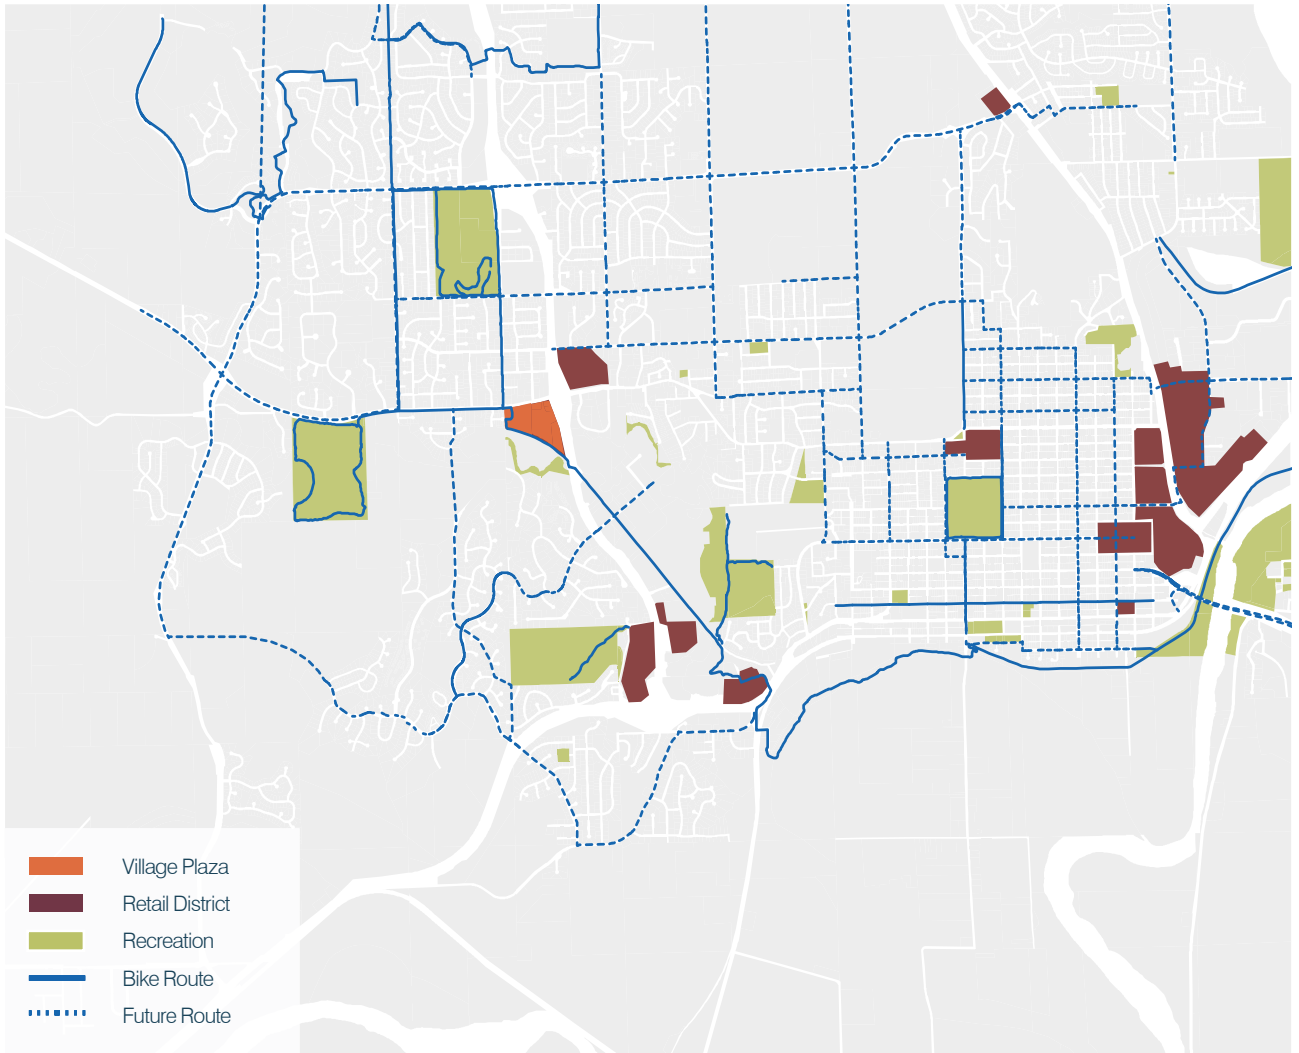 Village Plaza
Retail District
Recreation
Bike Route
Future Route